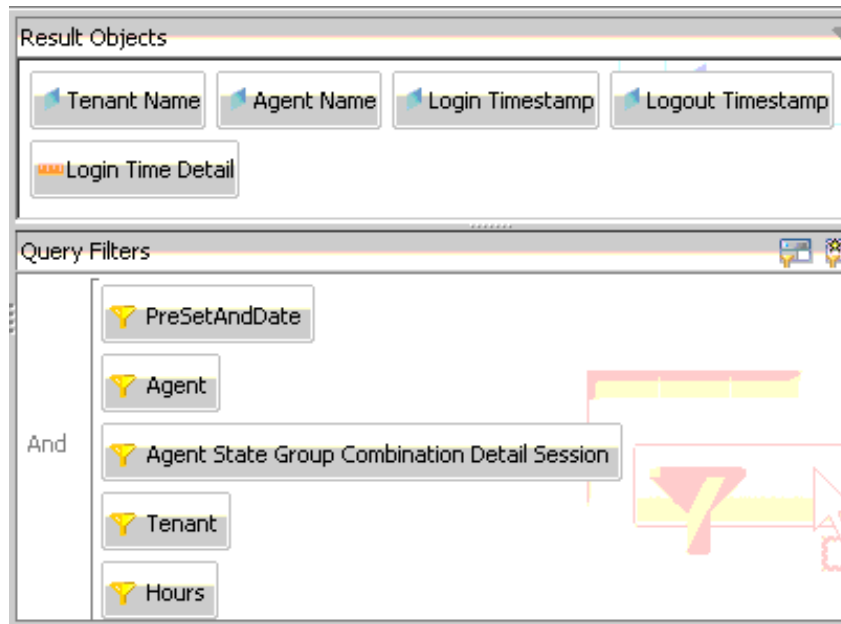 Result Objects
Tenant Name Agent Name Login Timestamp Logout Timestamp
Login Time Detail
Query Filters
PreSetAndDate
Agent
And
Agent State Group Combination Detail Session
Tenant
Hours